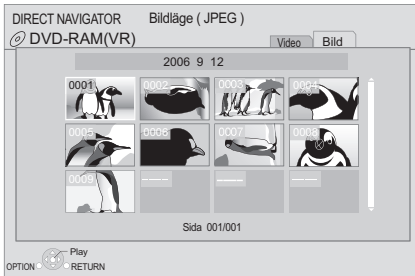 DIRECT NAVIGATOR Bildläge ( JPEG )
DVD-RAM(VR) Video Bild
2006 9 12
0001 0002 0003 0004
0005 0006 0007 0008
0009 --- --- ---
Sida 001/001
Play
OPTION RETURN